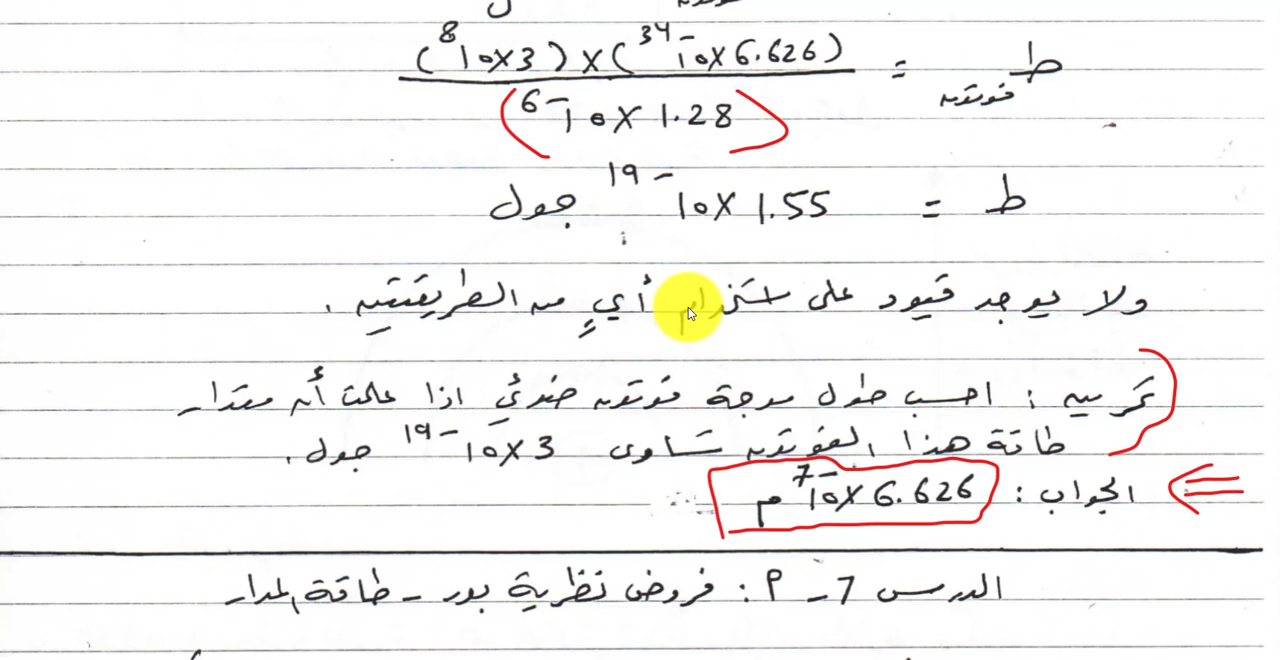 (3×10⁸) × (6.626×10⁻³⁴)
ط فوتون = ـــــــــــــــــــــ
(1.28×10⁻⁶)
ط = 1.55×10⁻¹⁹ جول
ولا يوجد قيود على استخدام أيٍ من الطريقتين .
تمرين : احسب طول موجة فوتون ضوئي اذا علمت أن مقدار
طاقة هذا الفوتون تساوي 3×10⁻¹⁹ جول .
الجواب : 6.626×10⁻⁷ م
الدرس 7 - م : فروض نظرية بور - طاقة المدار